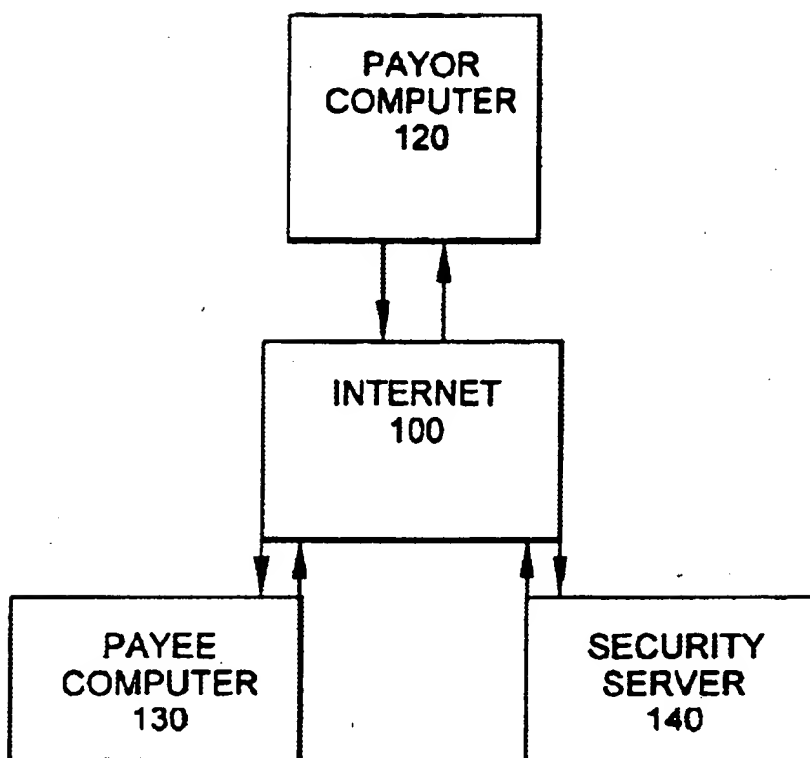 PAYOR
COMPUTER
120
INTERNET
100
PAYEE
COMPUTER
130
SECURITY
SERVER
140